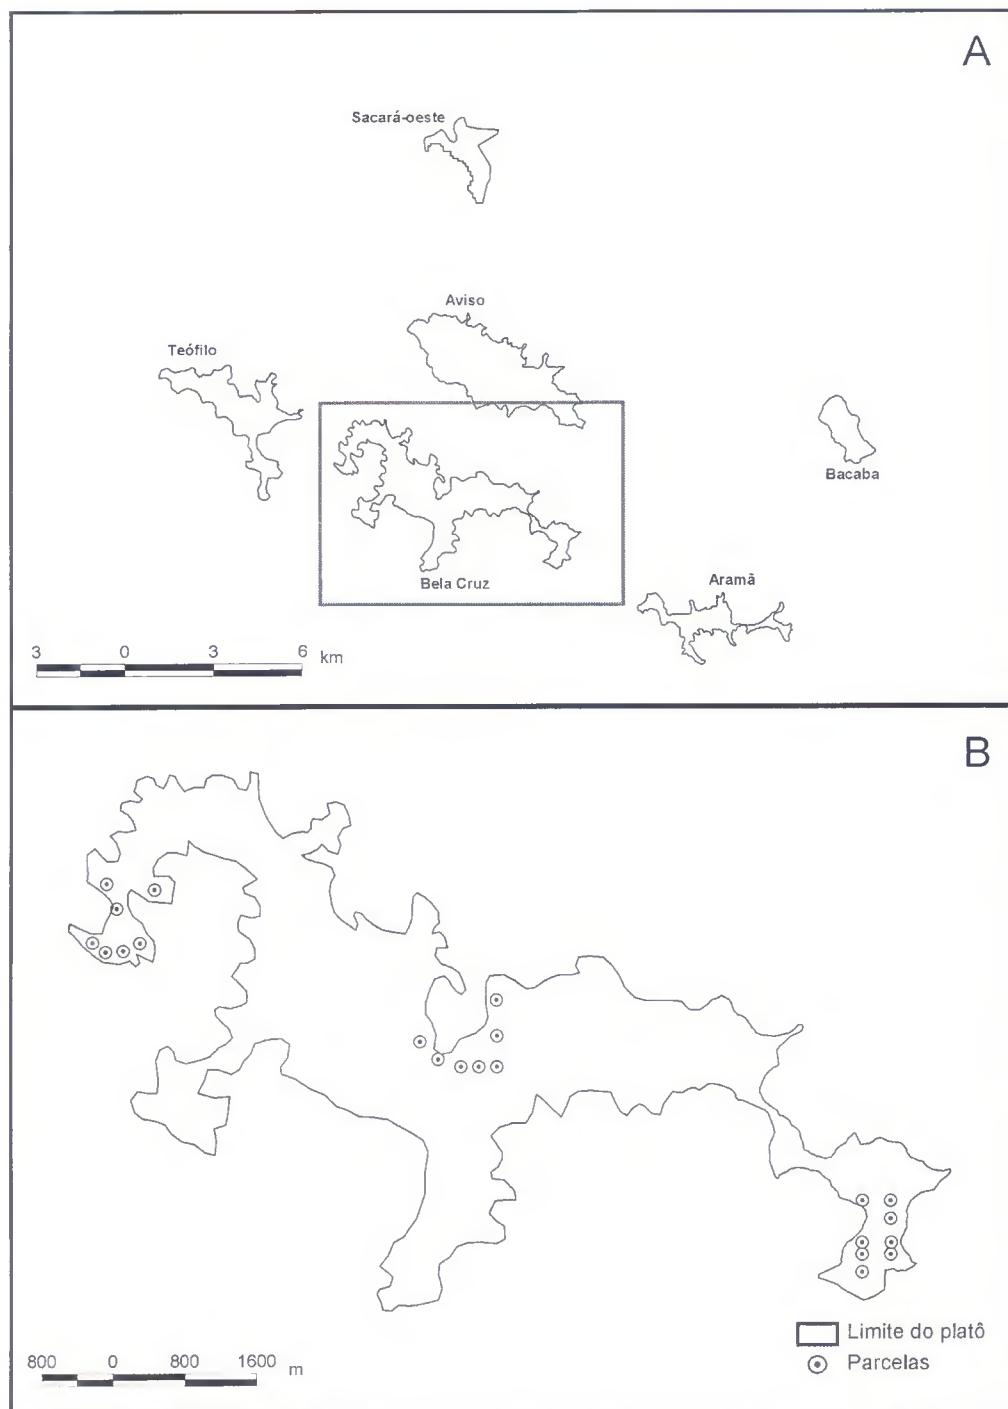 A
Sacará-oeste
Aviso
Teófilo
Bacaba
Bela Cruz
Aramã
3 0 3 6 km
B
Limite do platô
Parcelas
800 0 800 1600 m